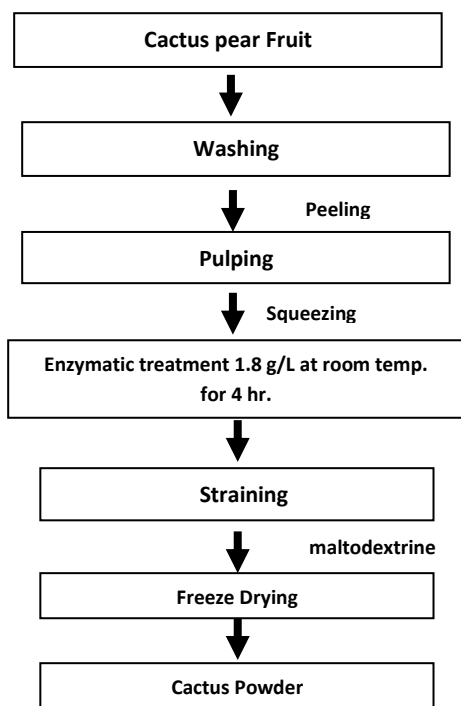 Cactus pear Fruit
Washing
Peeling
Pulping
Squeezing
Enzymatic treatment 1.8 g/L at room temp.
for 4 hr.
Straining
maltodextrine
Freeze Drying
Cactus Powder